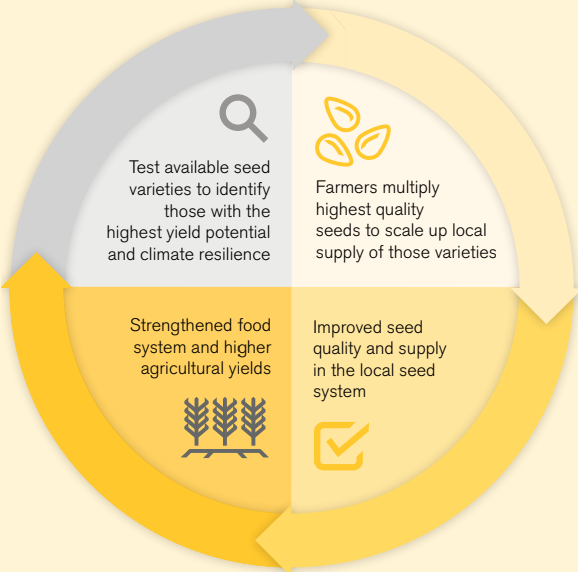 Test available seed
varieties to identify
those with the
highest yield potential
and climate resilience
Farmers multiply
highest quality
seeds to scale up local
supply of those varieties
Improved seed
quality and supply
in the local seed
system
Strengthened food
system and higher
agricultural yields